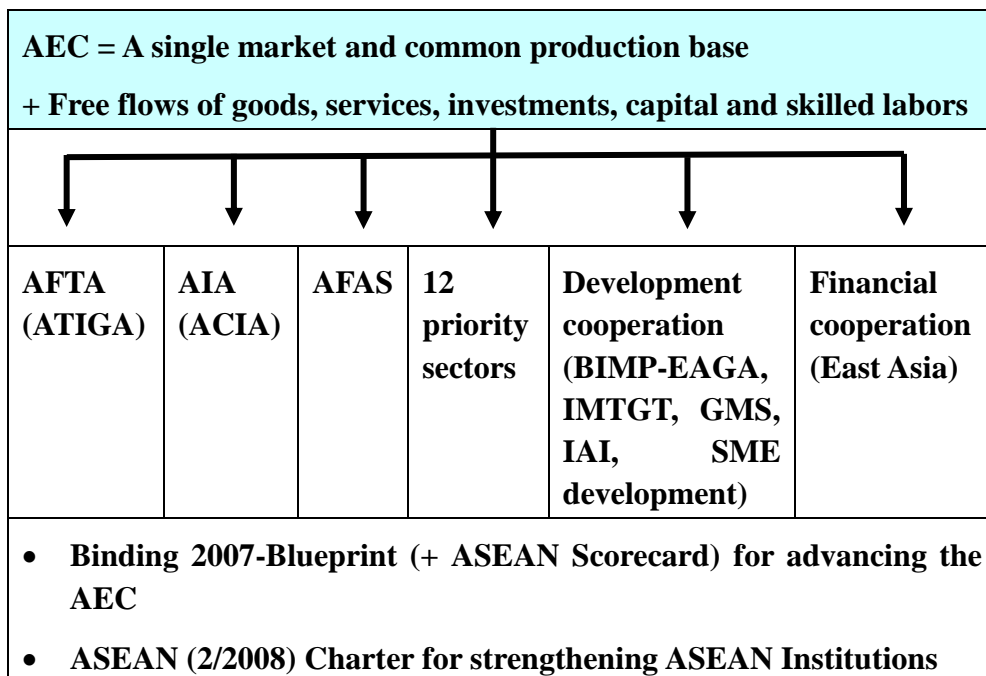 AEC = A single market and common production base
+ Free flows of goods, services, investments, capital and skilled labors
AFTA
(ATIGA)
AIA
(ACIA)
AFAS
12
priority
sectors
Development
cooperation
(BIMP-EAGA,
IMTGT, GMS,
IAI, SME
development)
Financial
cooperation
(East Asia)
• Binding 2007-Blueprint (+ ASEAN Scorecard) for advancing the
AEC
• ASEAN (2/2008) Charter for strengthening ASEAN Institutions